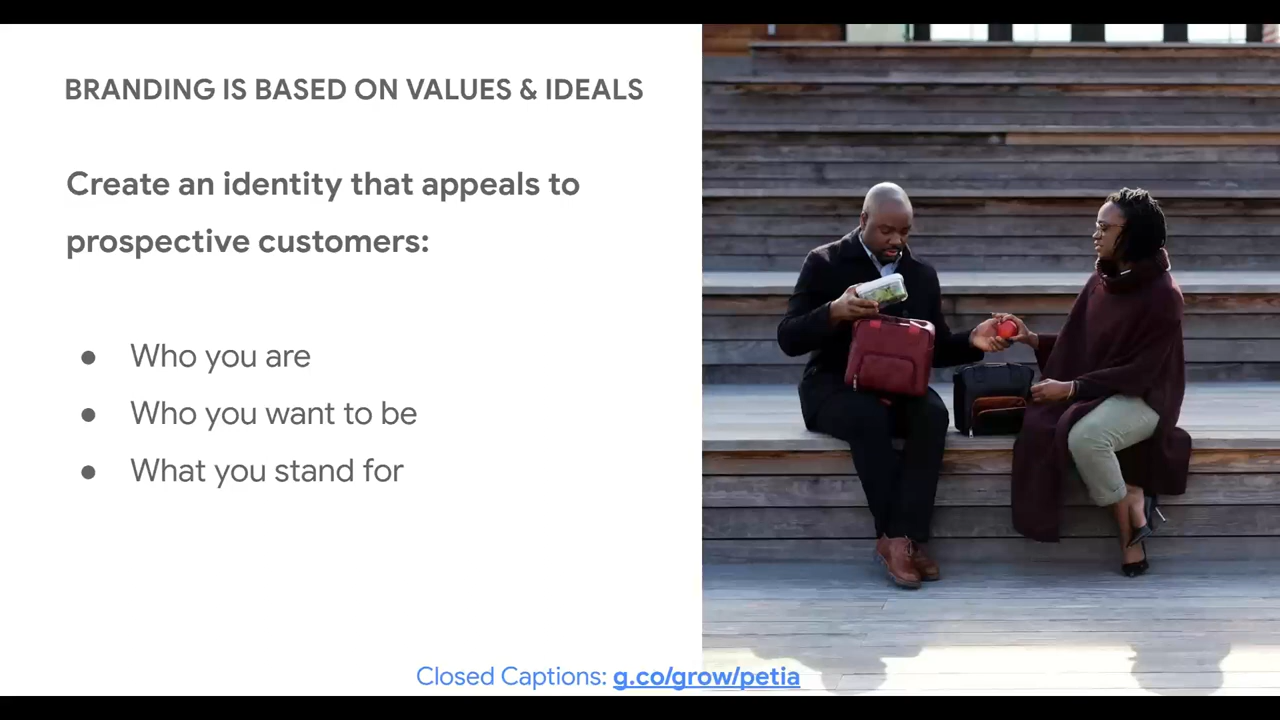 BRANDING IS BASED ON VALUES & IDEALS
Create an identity that appeals to
prospective customers:
● Who you are
● Who you want to be
● What you stand for
Closed Captions: g.co/grow/petia